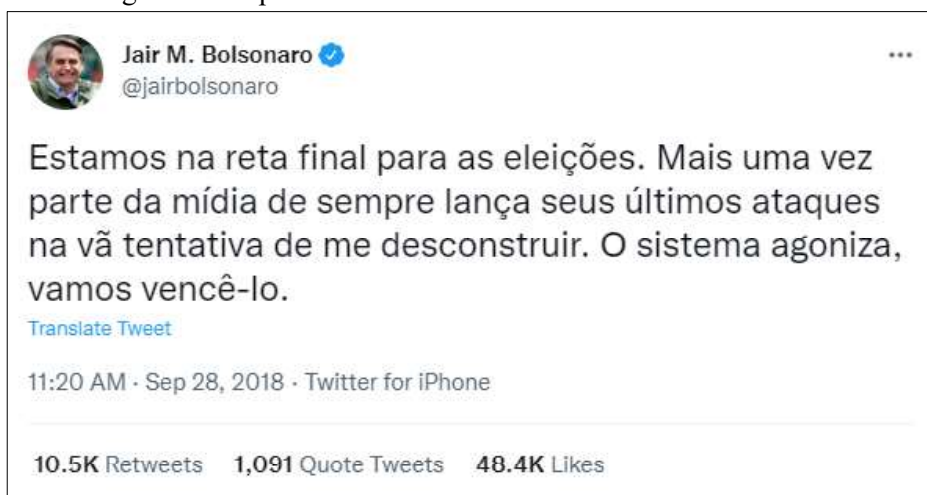 Jair M. Bolsonaro
@jairbolsonaro
Estamos na reta final para as eleições. Mais uma vez
parte da mídia de sempre lança seus últimos ataques
na vã tentativa de me desconstruir. O sistema agoniza,
vamos vencê-lo.
Translate Tweet
11:20 AM · Sep 28, 2018 · Twitter for iPhone
10.5K Retweets 1,091 Quote Tweets 48.4K Likes